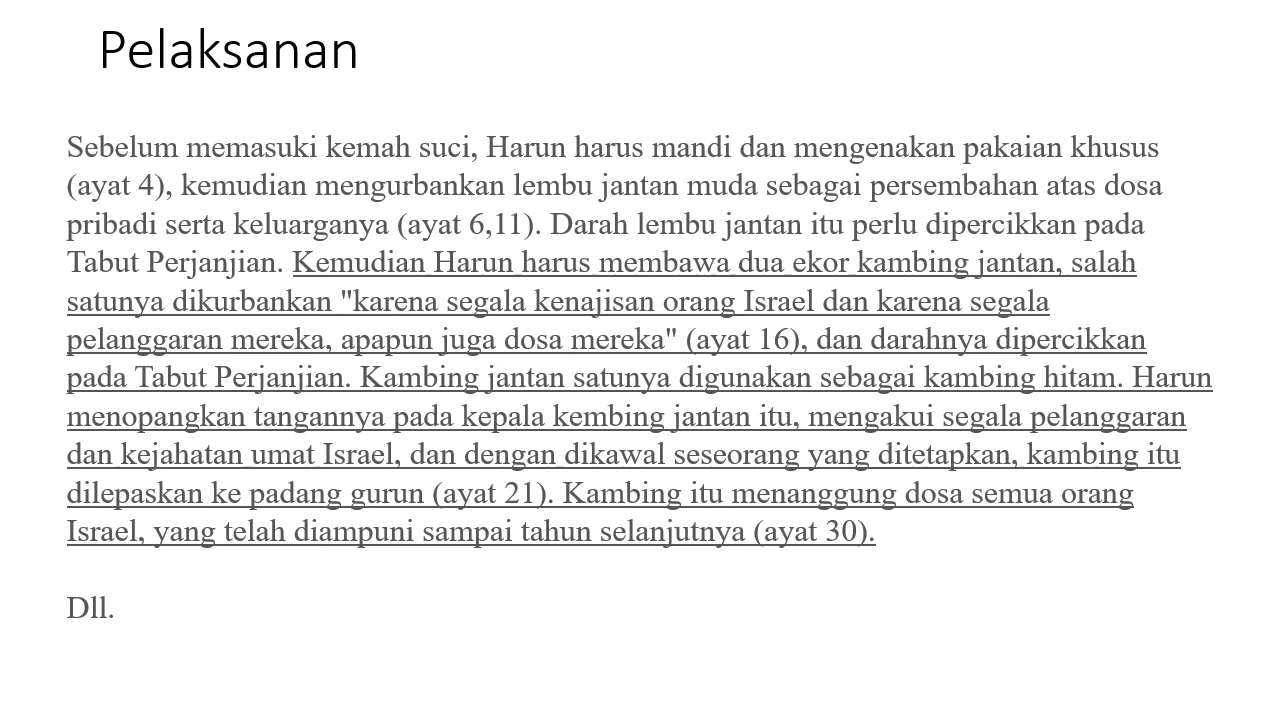 Pelaksanan
Sebelum memasuki kemah suci, Harun harus mandi dan mengenakan pakaian khusus
(ayat 4), kemudian mengurbankan lembu jantan muda sebagai persembahan atas dosa
pribadi serta keluarganya (ayat 6,11). Darah lembu jantan itu perlu dipercikkan pada
Tabut Perjanjian. Kemudian Harun harus membawa dua ekor kambing jantan, salah
satunya dikurbankan "karena segala kenajisan orang Israel dan karena segala
pelanggaran mereka, apapun juga dosa mereka" (ayat 16), dan darahnya dipercikkan
pada Tabut Perjanjian. Kambing jantan satunya digunakan sebagai kambing hitam. Harun
menopangkan tangannya pada kepala kembing jantan itu, mengakui segala pelanggaran
dan kejahatan umat Israel, dan dengan dikawal seseorang yang ditetapkan, kambing itu
dilepaskan ke padang gurun (ayat 21). Kambing itu menanggung dosa semua orang
Israel, yang telah diampuni sampai tahun selanjutnya (ayat 30).
Dll.